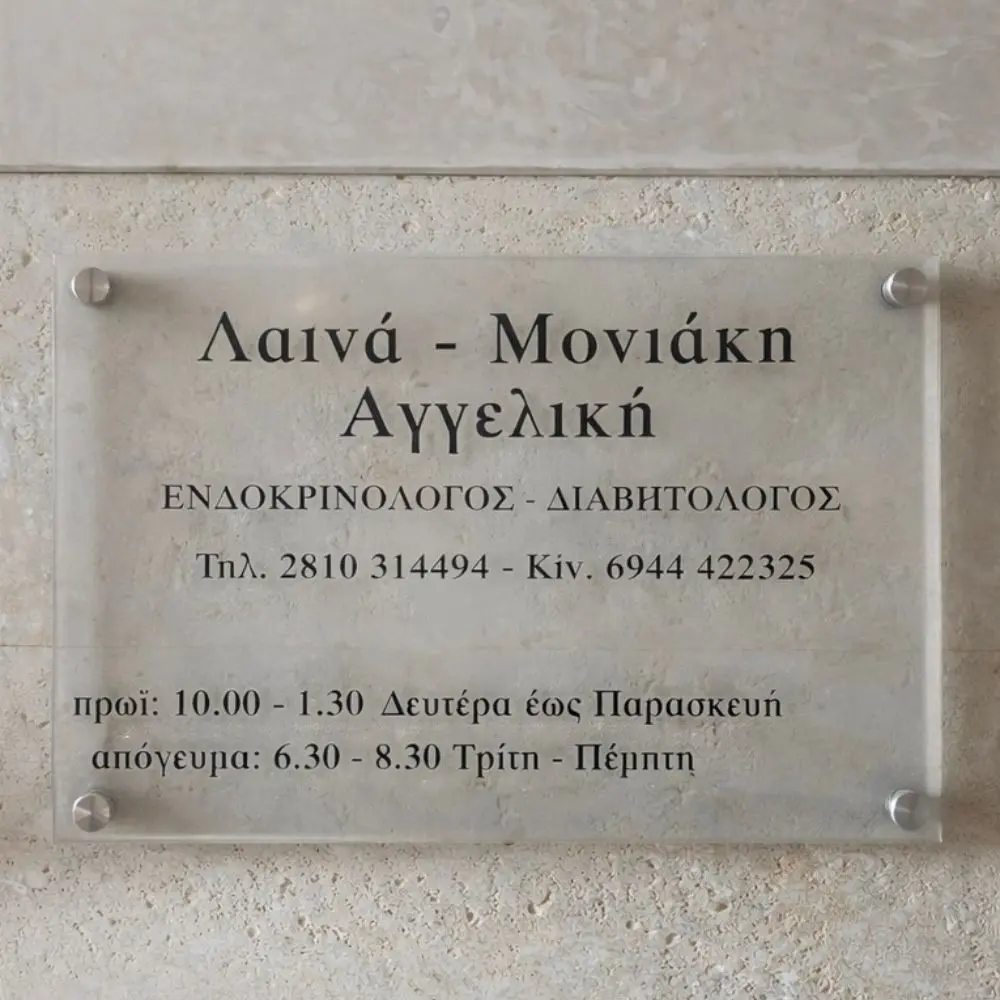 Λαινά - Μονιάκη
Αγγελική
ΕΝΔΟΚΡΙΝΟΛΟΓΟΣ - ΔΙΑΒΗΤΟΛΟΓΟΣ
Τηλ. 2810 314494 - Κίν. 6944 422325
πρωϊ: 10.00 - 1.30 Δευτέρα έως Παρασκευή
απόγευμα: 6.30 - 8.30 Τρίτη - Πέμπτη